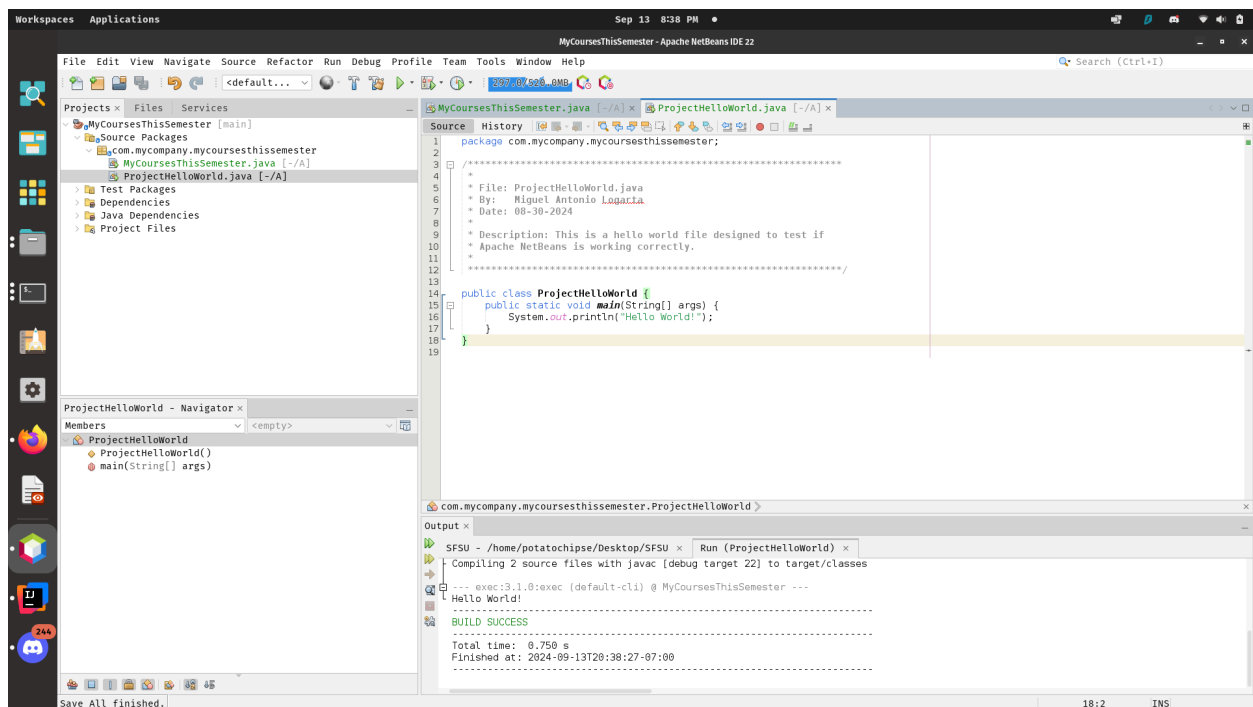 Workspaces Applications
Sep 13 8:38 PM
MyCoursesThisSemester - Apache NetBeans IDE 22
File Edit View Navigate Source Refactor Run Debug Profile Team Tools Window Help
Search (Ctrl+I)
<default...
Projects Files Services
MyCoursesThisSemester [main]
Source Packages
com.mycompany.mycoursesthissemester
MyCoursesThisSemester.java [-/A]
ProjectHelloWorld.java [-/A]
Test Packages
Dependencies
Java Dependencies
Project Files
ProjectHelloWorld - Navigator
Members <empty>
ProjectHelloWorld
ProjectHelloWorld()
main(String[] args)
MyCoursesThisSemester.java [-/A] ProjectHelloWorld.java [-/A]
Source History
1 package com.mycompany.mycoursesthissemester;
2
3 /****************************************************************
4 *
5 * File: ProjectHelloWorld.java
6 * By: Miguel Antonio Logarta
7 * Date: 08-30-2024
8 *
9 * Description: This is a hello world file designed to test if
10 * Apache NetBeans is working correctly.
11 *
12 ****************************************************************/
13
14 public class ProjectHelloWorld {
15 public static void main(String[] args) {
16 System.out.println("Hello World!");
17 }
18 }
19
com.mycompany.mycoursesthissemester.ProjectHelloWorld
Output
SFSU - /home/potatochipse/Desktop/SFSU Run (ProjectHelloWorld)
Compiling 2 source files with javac [debug target 22] to target/classes
--- exec:3.1.0:exec (default-cli) @ MyCoursesThisSemester ---
Hello World!
------------------------------------------------------------------------
BUILD SUCCESS
------------------------------------------------------------------------
Total time: 0.750 s
Finished at: 2024-09-13T20:38:27-07:00
------------------------------------------------------------------------
244
Save All finished.
18:2 INS